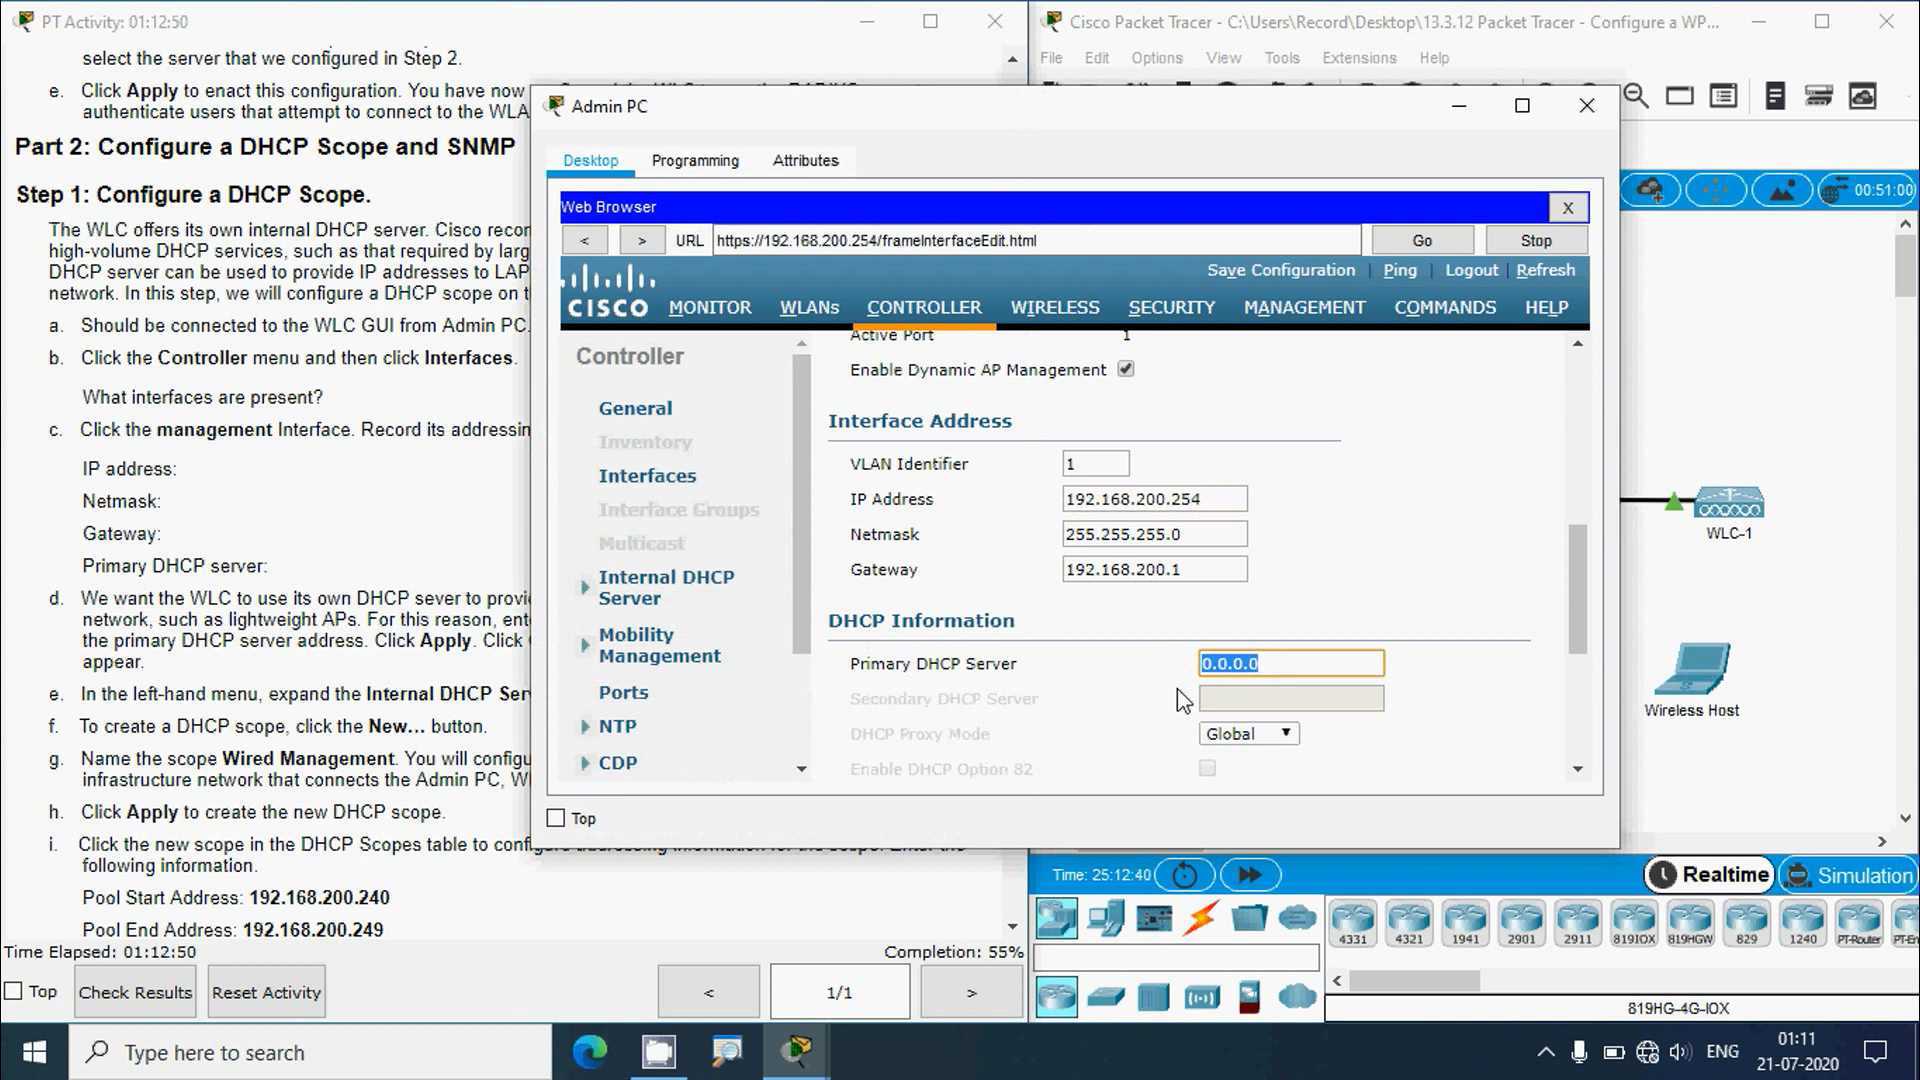 PT Activity: 01:12:50
select the server that we configured in Step 2.
e. Click Apply to enact this configuration. You have now
authenticate users that attempt to connect to the WLA
Part 2: Configure a DHCP Scope and SNMP
Step 1: Configure a DHCP Scope.
The WLC offers its own internal DHCP server. Cisco recor
high-volume DHCP services, such as that required by larg
DHCP server can be used to provide IP addresses to LAP
network. In this step, we will configure a DHCP scope on t
a. Should be connected to the WLC GUI from Admin PC.
b. Click the Controller menu and then click Interfaces.
What interfaces are present?
c. Click the management Interface. Record its addressin
IP address:
Netmask:
Gateway:
Primary DHCP server:
d. We want the WLC to use its own DHCP sever to provi
network, such as lightweight APs. For this reason, ent
the primary DHCP server address. Click Apply. Click
appear.
e. In the left-hand menu, expand the Internal DHCP Ser
f. To create a DHCP scope, click the New... button.
g. Name the scope Wired Management. You will configu
infrastructure network that connects the Admin PC, W
h. Click Apply to create the new DHCP scope.
i. Click the new scope in the DHCP Scopes table to confi
following information.
Pool Start Address: 192.168.200.240
Pool End Address: 192.168.200.249
Time Elapsed: 01:12:50
Completion: 55%
Top
Check Results
Reset Activity
<
1/1
>
Cisco Packet Tracer - C:\Users\Record\Desktop\13.3.12 Packet Tracer - Configure a WP...
File Edit Options View Tools Extensions Help
00:51:00
Admin PC
Desktop Programming Attributes
Web Browser
X
< > URL https://192.168.200.254/frameInterfaceEdit.html Go Stop
Save Configuration Ping Logout Refresh
CISCO MONITOR WLANs CONTROLLER WIRELESS SECURITY MANAGEMENT COMMANDS HELP
Controller
General
Inventory
Interfaces
Interface Groups
Multicast
Internal DHCP
Server
Mobility
Management
Ports
NTP
CDP
Active Port 1
Enable Dynamic AP Management
Interface Address
VLAN Identifier 1
IP Address 192.168.200.254
Netmask 255.255.255.0
Gateway 192.168.200.1
DHCP Information
Primary DHCP Server 0.0.0.0
Secondary DHCP Server
DHCP Proxy Mode Global
Enable DHCP Option 82
Top
WLC-1
Wireless Host
Time: 25:12:40
Realtime
Simulation
4331 4321 1941 2901 2911 819IOX 819HGW 829 1240 PT-Router PT-En
819HG-4G-IOX
Type here to search
ENG
01:11
21-07-2020